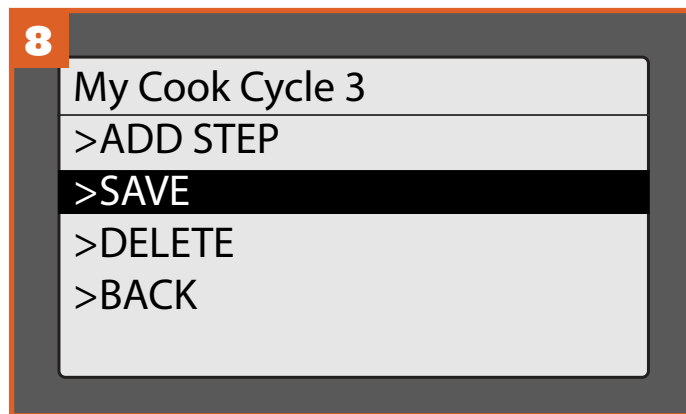 8
My Cook Cycle 3
>ADD STEP
>SAVE
>DELETE
>BACK